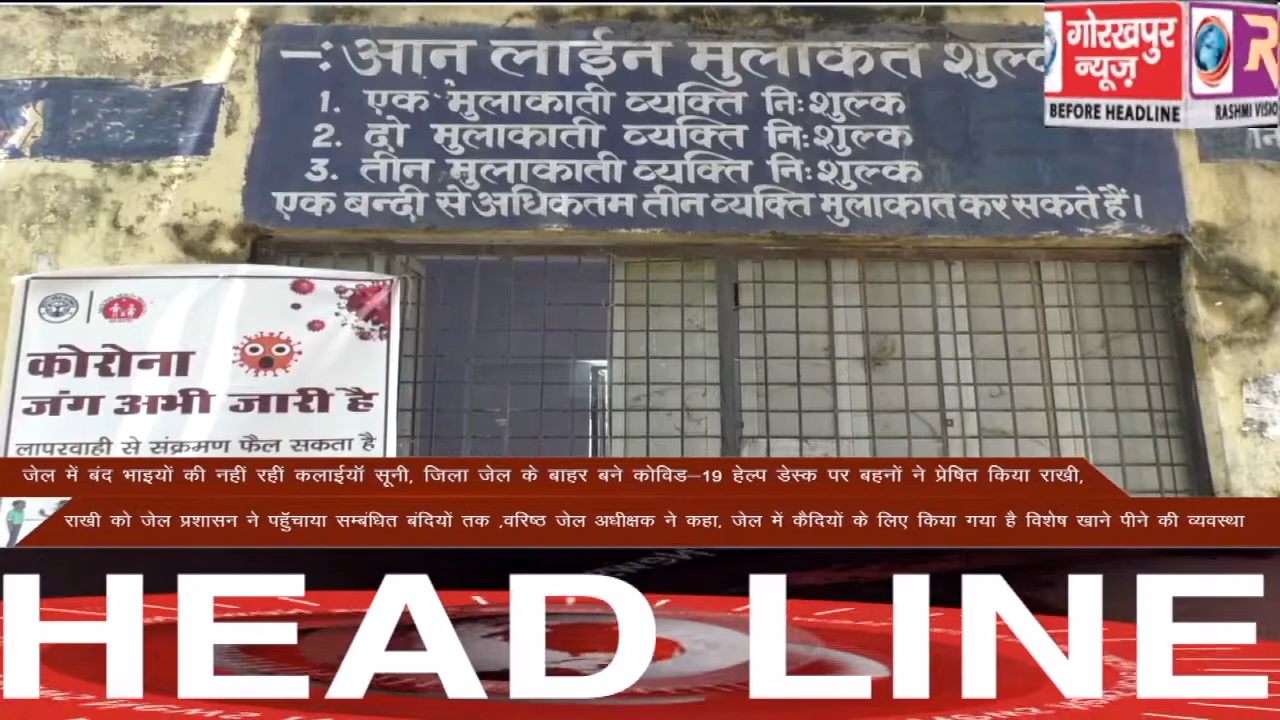 -: आन लाईन मुलाकत शुल्क
1. एक मुलाकाती व्यक्ति निःशुल्क
2. दो मुलाकाती व्यक्ति निःशुल्क
3. तीन मुलाकाती व्यक्ति निःशुल्क
एक बन्दी से अधिकतम तीन व्यक्ति मुलाकात कर सकते हैं।
गोरखपुर
न्यूज़
BEFORE HEADLINE
R
RASHMI VISIO
कोरोना
जंग अभी जारी है
लापरवाही से संक्रमण फैल सकता है
जेल में बंद भाइयों की नहीं रहीं कलाईयॉ सूनी, जिला जेल के बाहर बने कोविड–19 हेल्प डेस्क पर बहनों ने प्रेषित किया राखी,
राखी को जेल प्रशासन ने पहुॅचाया सम्बंधित बंदियों तक ,वरिष्ठ जेल अधीक्षक ने कहा, जेल में कैदियों के लिए किया गया है विशेष खाने पीने की व्यवस्था
HEAD LINE